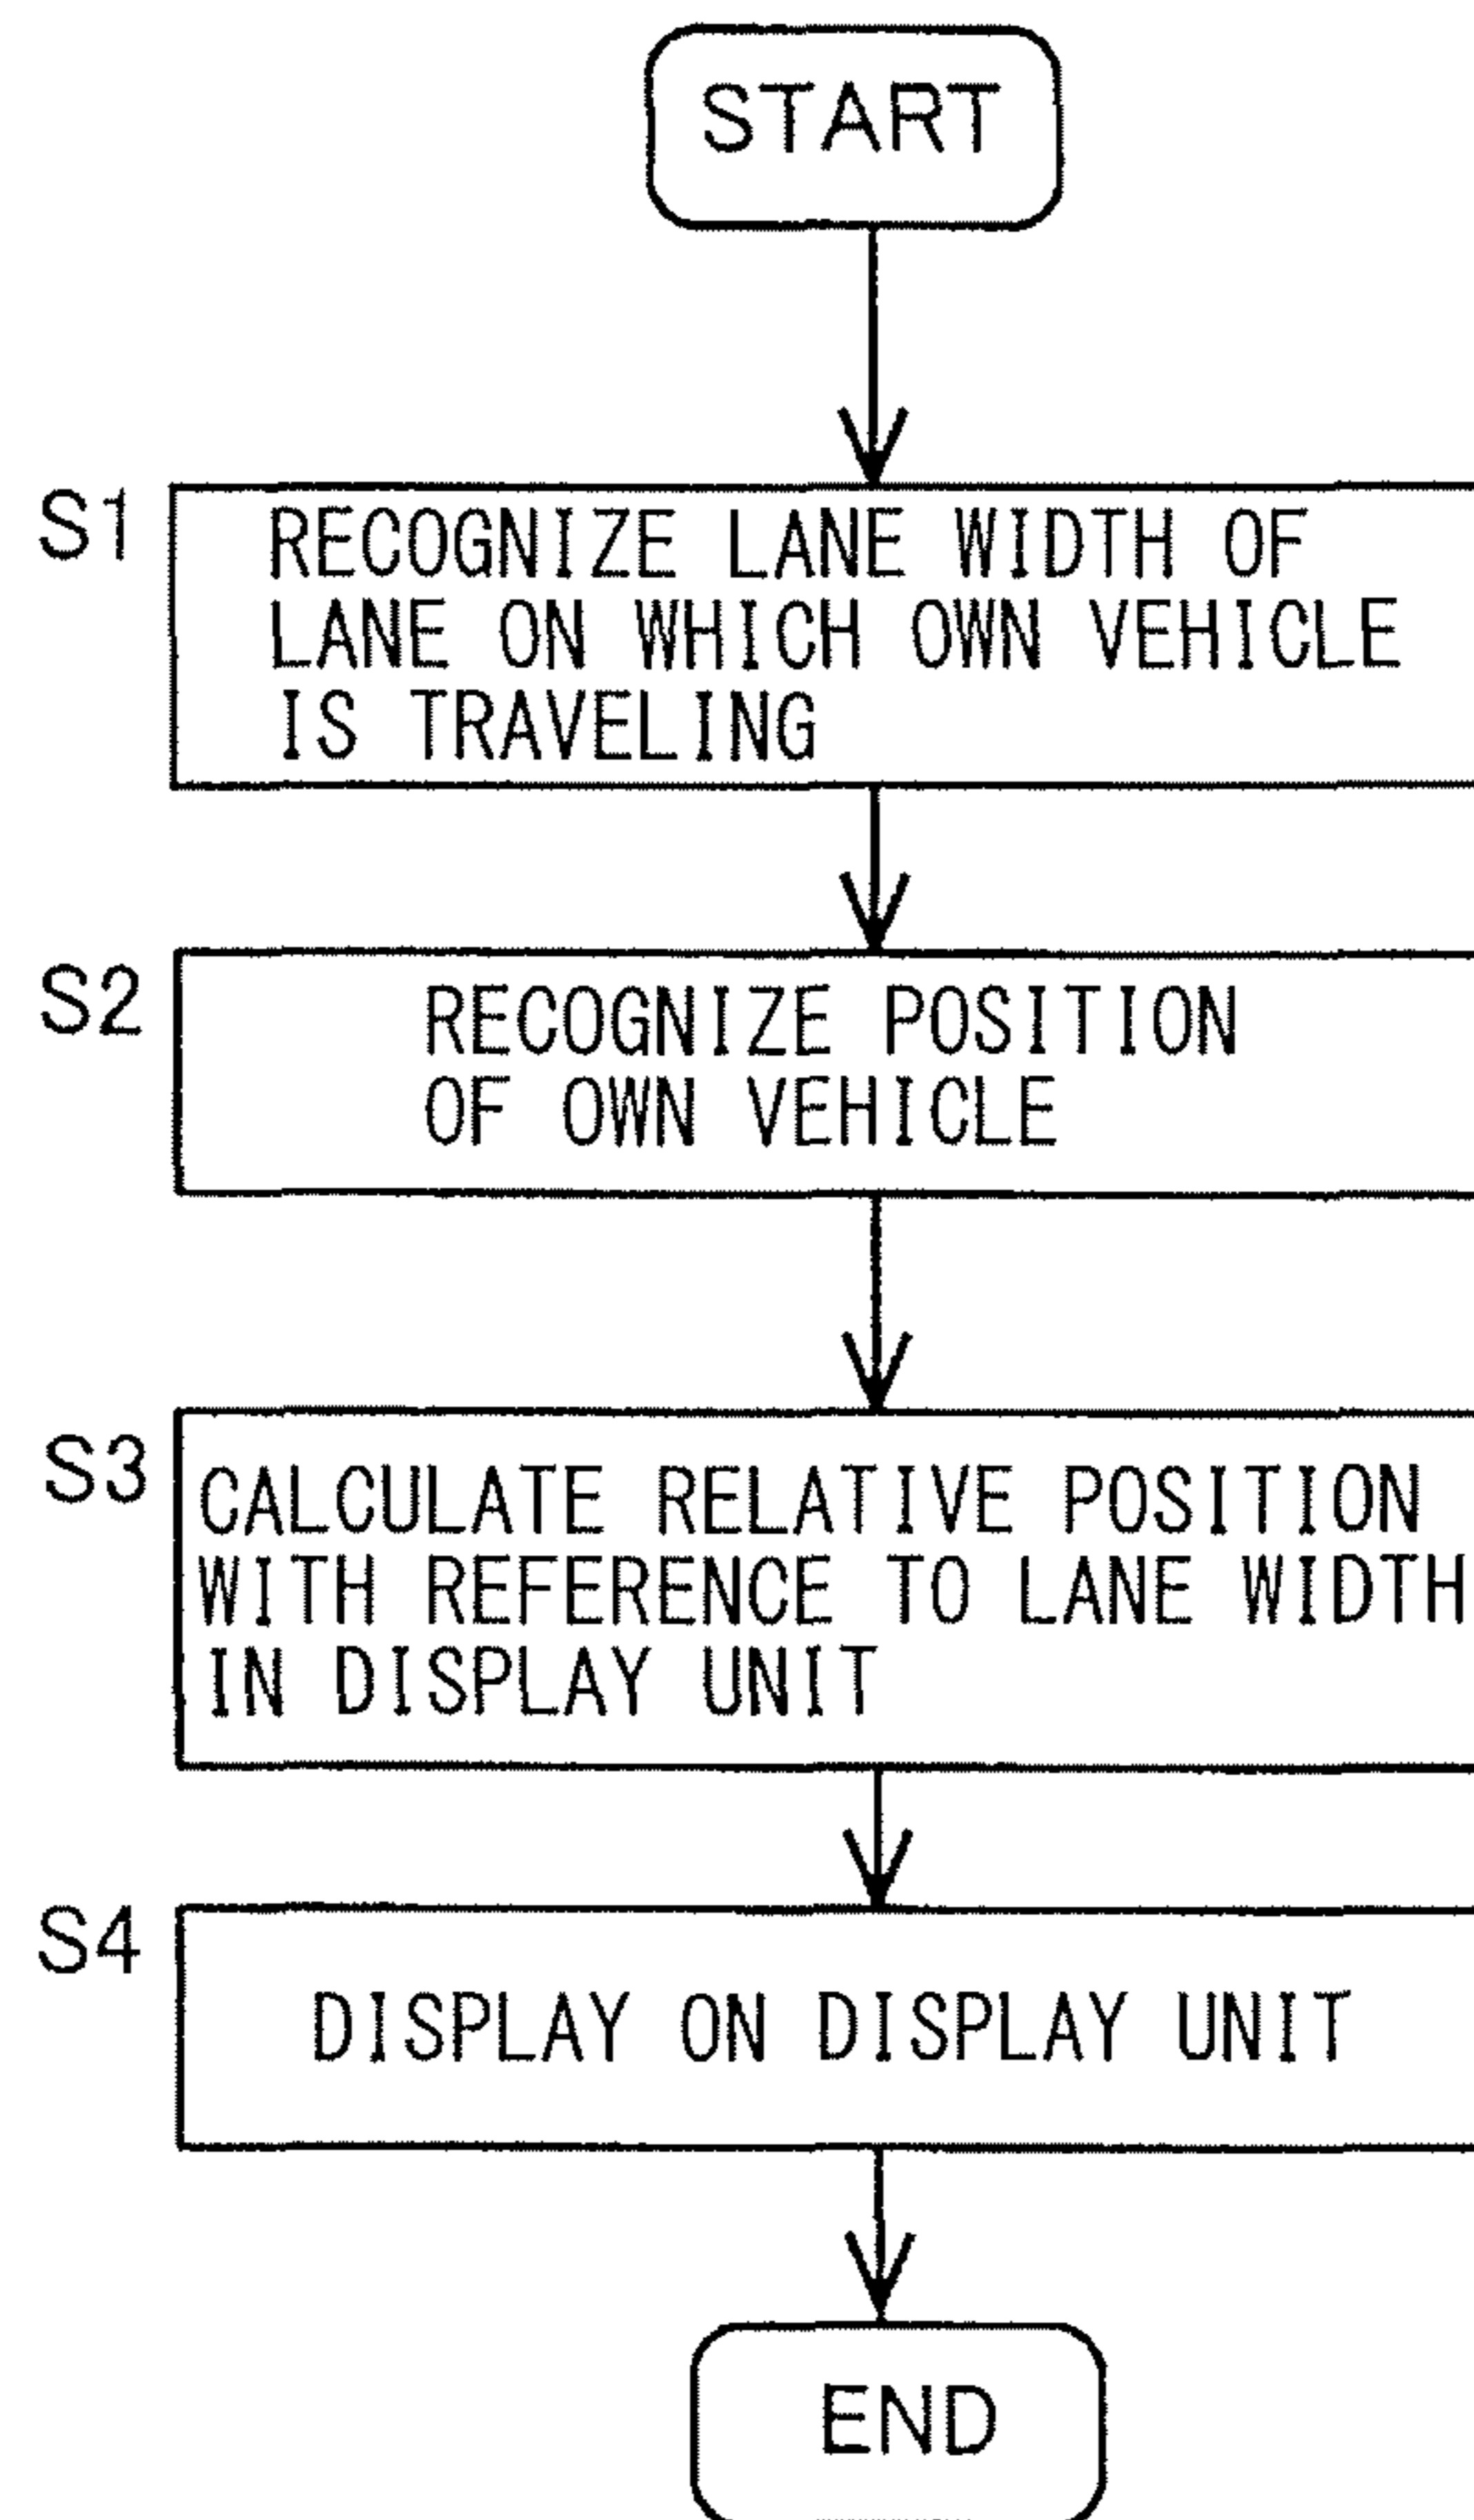 START
S1
RECOGNIZE LANE WIDTH OF
LANE ON WHICH OWN VEHICLE
IS TRAVELING
S2
RECOGNIZE POSITION
OF OWN VEHICLE
S3
CALCULATE RELATIVE POSITION
WITH REFERENCE TO LANE WIDTH
IN DISPLAY UNIT
S4
DISPLAY ON DISPLAY UNIT
END